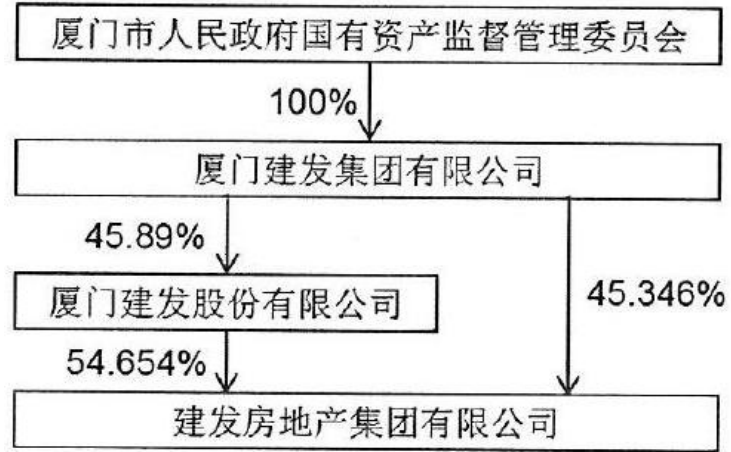 厦门市人民政府国有资产监督管理委员会
100%
厦门建发集团有限公司
45.89%
厦门建发股份有限公司
45.346%
54.654%
建发房地产集团有限公司